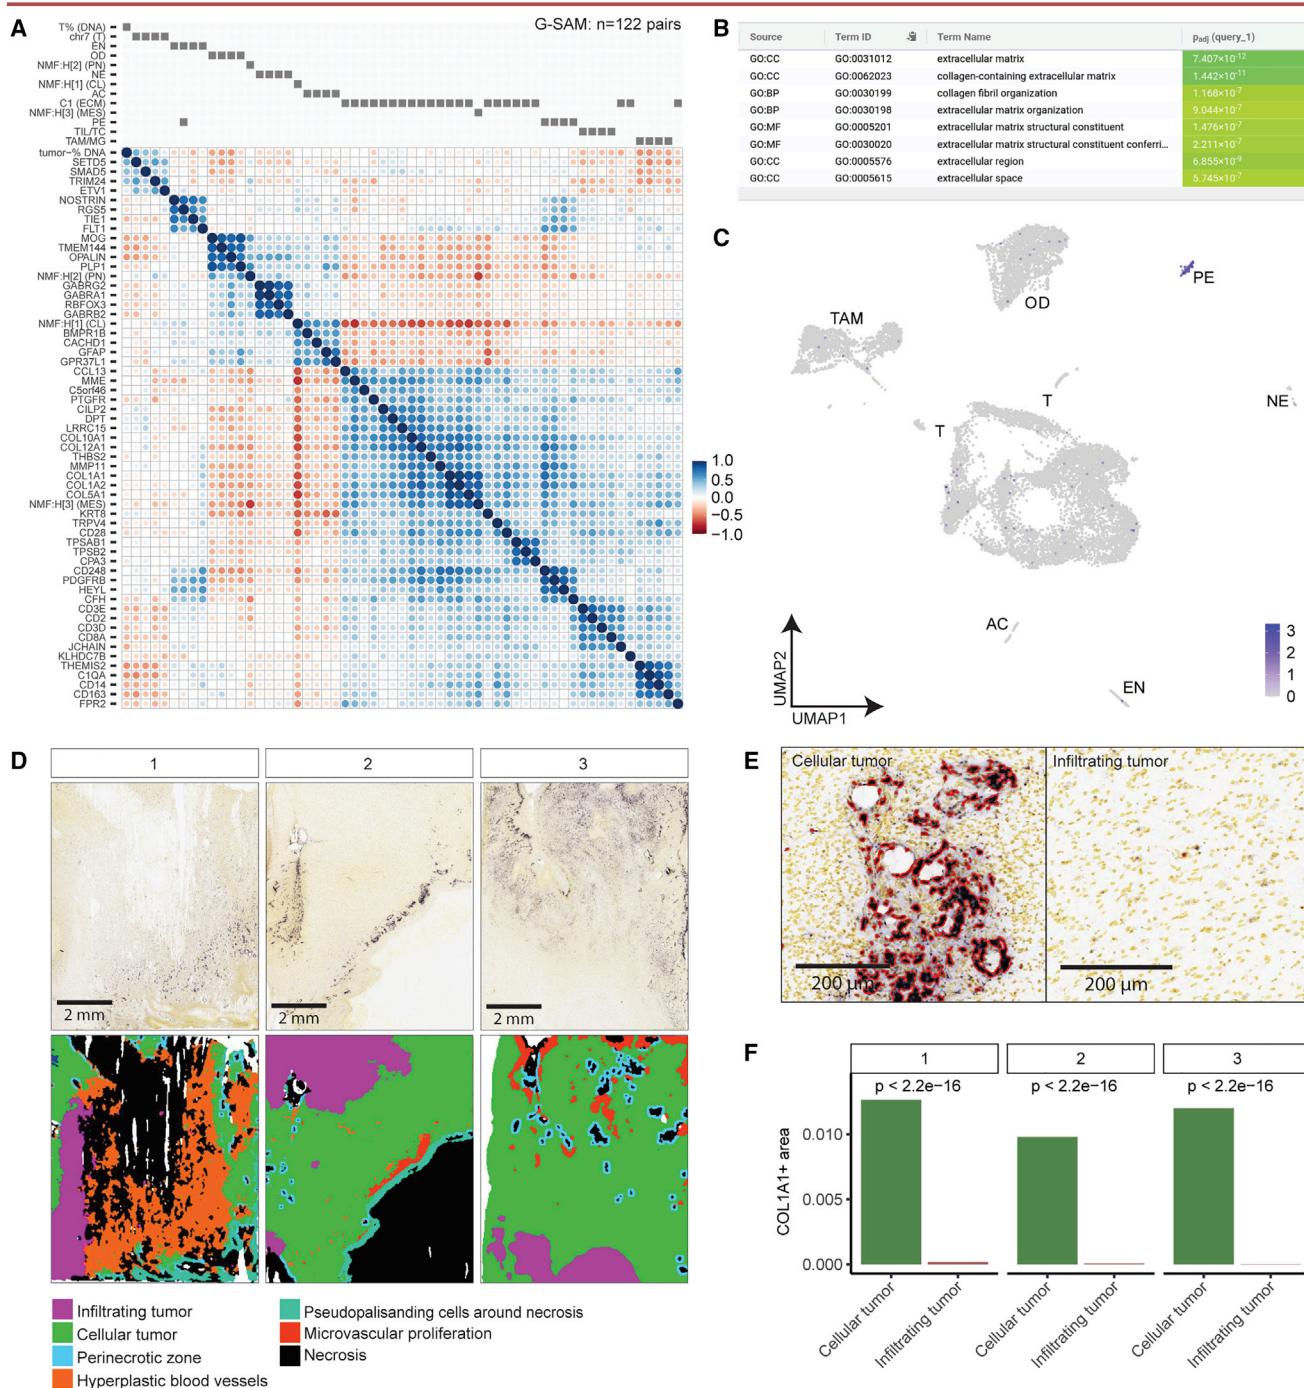 A
G-SAM: n=122 pairs
T% (DNA)
chr7 (T)
EN
OD
NMF:H[2] (PN)
NE
NMF:H[1] (CL)
AC
C1 (ECM)
NMF:H[3] (MES)
PE
TIL/TC
TAM/MG
tumor-% DNA
SETD5
SMAD5
TRIM24
ETV1
NOSTRIN
RGS5
TIE1
FLT1
MOG
TMEM144
OPALIN
PLP1
NMF:H[2] (PN)
GABRG2
GABRA1
RBFOX3
GABRB2
NMF:H[1] (CL)
BMPR1B
CACHD1
GFAP
GPR37L1
CCL13
MME
C5orf46
PTGFR
CILP2
DPT
LRRC15
COL10A1
COL12A1
THBS2
MMP11
COL1A1
COL1A2
COL5A1
NMF:H[3] (MES)
KRT8
TRPV4
CD28
TPSAB1
TPSB2
CPA3
CD248
PDGFRB
HEYL
CFH
CD3E
CD2
CD3D
CD8A
JCHAIN
KLHDC7B
THEMIS2
C1QA
CD14
CD163
FPR2
1.0
0.5
0.0
−0.5
−1.0
B
Source Term ID Term Name padj (query_1)
GO:CC GO:0031012 extracellular matrix 7.407×10-12
GO:CC GO:0062023 collagen-containing extracellular matrix 1.442×10-11
GO:BP GO:0030199 collagen fibril organization 1.168×10-7
GO:BP GO:0030198 extracellular matrix organization 9.044×10-7
GO:MF GO:0005201 extracellular matrix structural constituent 1.476×10-7
GO:MF GO:0030020 extracellular matrix structural constituent conferri...  2.211×10-7
GO:CC GO:0005576 extracellular region 6.855×10-9
GO:CC GO:0005615 extracellular space 5.745×10-7
C
OD
PE
TAM
T
NE
T
AC
EN
UMAP2
UMAP1
3
2
1
0
D
1 2 3
2 mm 2 mm 2 mm
Infiltrating tumor
Cellular tumor
Perinecrotic zone
Hyperplastic blood vessels
Pseudopalisanding cells around necrosis
Microvascular proliferation
Necrosis
E
Cellular tumor Infiltrating tumor
200 µm 200 µm
F
1 2 3
p < 2.2e−16 p < 2.2e−16 p < 2.2e−16
COL1A1+ area
0.010
0.005
0.000
Cellular tumor Infiltrating tumor Cellular tumor Infiltrating tumor Cellular tumor Infiltrating tumor